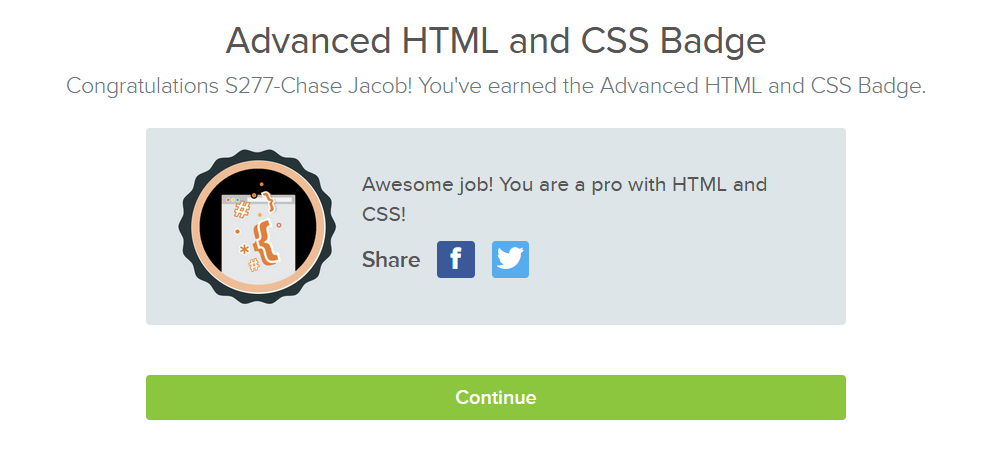 Advanced HTML and CSS Badge
Congratulations S277-Chase Jacob! You've earned the Advanced HTML and CSS Badge.
Awesome job! You are a pro with HTML and
CSS!
Share
Continue